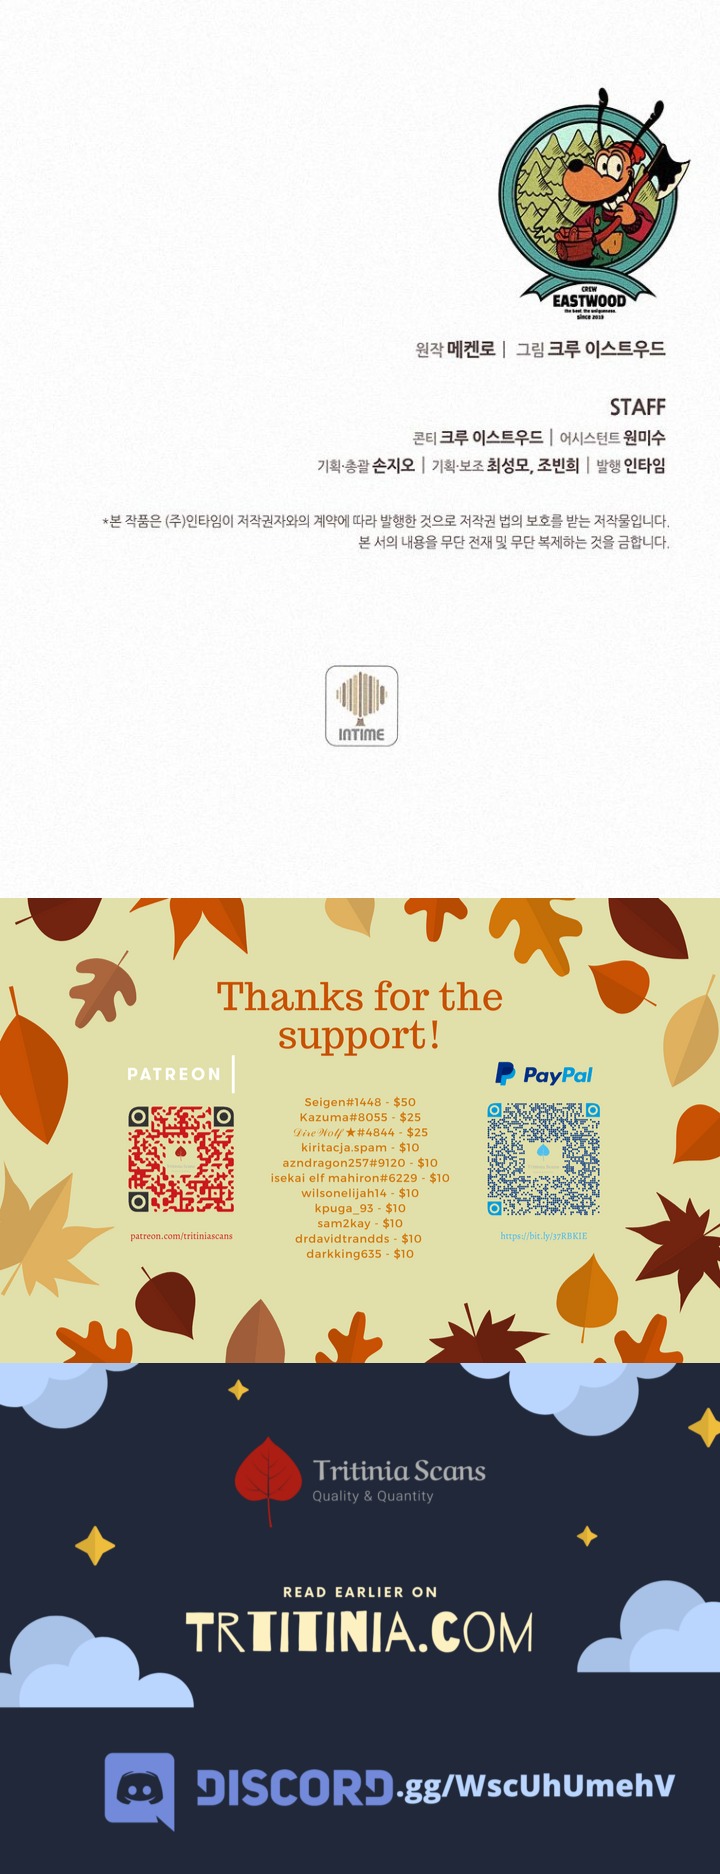 CREW
EASTWOOD
the best. the uniqueness.
since 2019
원작 메켄로 | 그림 크루 이스트우드
STAFF
콘티 크루 이스트우드 | 어시스턴트 원미수
기획·총괄 손지오 | 기획·보조 최성모, 조빈희 | 발행 인타임
*본 작품은 (주)인타임이 저작권자와의 계약에 따라 발행한 것으로 저작권 법의 보호를 받는 저작물입니다.
본 서의 내용을 무단 전재 및 무단 복제하는 것을 금합니다.
INTIME
Thanks for the
support!
PATREON
PayPal
Seigen#1448 - $50
Kazuma#8055 - $25
𝒟𝒾𝓇𝑒𝒲𝑜𝓁𝒻 ★#4844 - $25
kiritacja.spam - $10
azndragon257#9120 - $10
isekai elf mahiron#6229 - $10
wilsonelijah14 - $10
kpuga_93 - $10
sam2kay - $10
drdavidtrandds - $10
darkking635 - $10
patreon.com/tritiniascans
https://bit.ly/37RBKIE
Tritinia Scans
Quality & Quantity
READ EARLIER ON
TRITINIA.COM
DISCORD.gg/WscUhUmehV